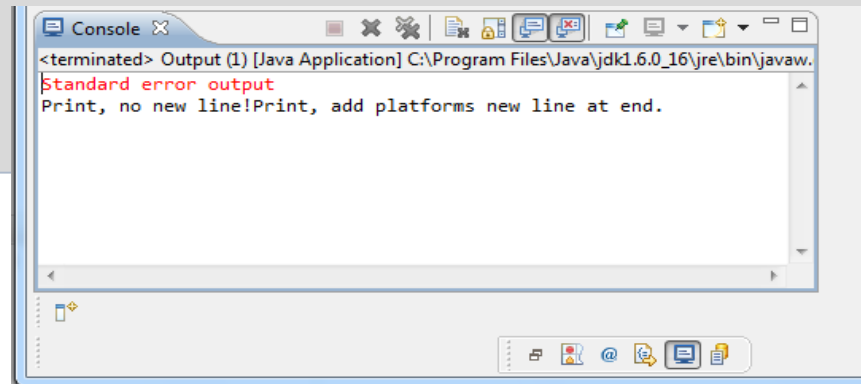 Console
<terminated> Output (1) [Java Application] C:\Program Files\Java\jdk1.6.0_16\jre\bin\javaw.
Standard error output
Print, no new line!Print, add platforms new line at end.
@